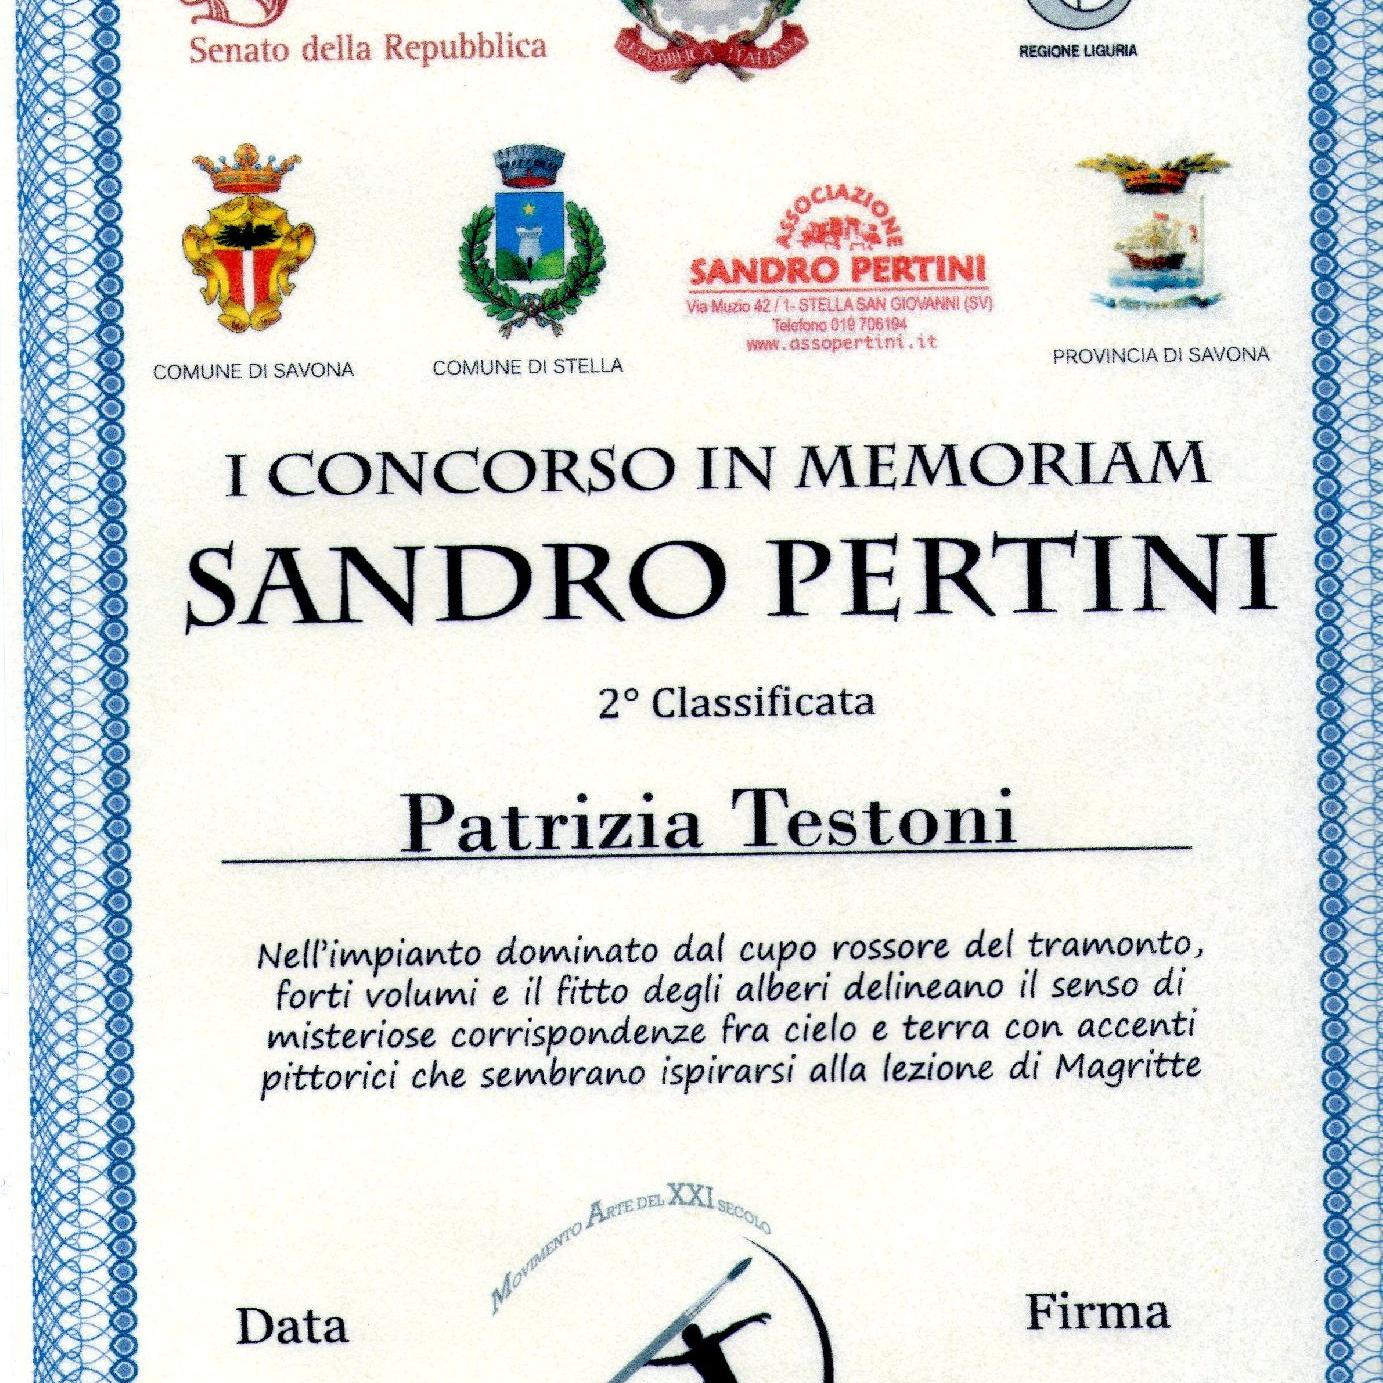 Senato della Repubblica
REPVBBLICA ITALIANA
REGIONE LIGURIA
ASSOCIAZIONE
SANDRO PERTINI
Via Muzio 42 / 1- STELLA SAN GIOVANNI (SV)
Telefono 019 706194
www.assopertini.it
COMUNE DI SAVONA
COMUNE DI STELLA
PROVINCIA DI SAVONA
I CONCORSO IN MEMORIAM
SANDRO PERTINI
2° Classificata
Patrizia Testoni
Nell'impianto dominato dal cupo rossore del tramonto,
forti volumi e il fitto degli alberi delineano il senso di
misteriose corrispondenze fra cielo e terra con accenti
pittorici che sembrano ispirarsi alla lezione di Magritte
MOVIMENTO ARTE DEL XXI SECOLO
Data
Firma